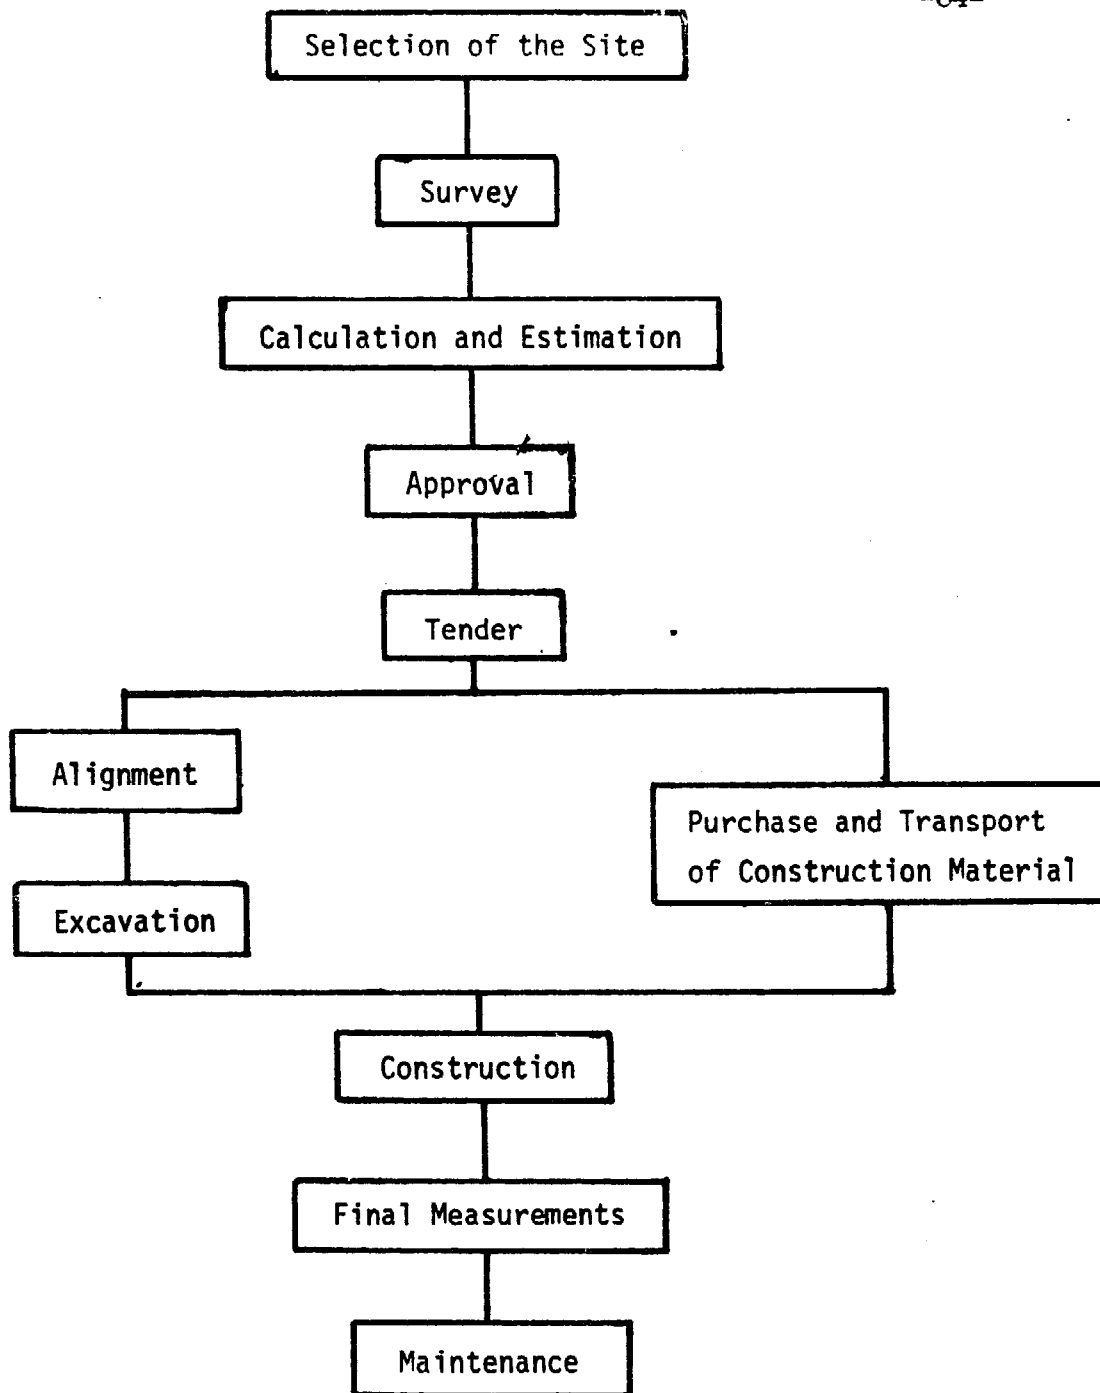 Selection of the Site
Survey
Calculation and Estimation
Approval
Tender
Alignment
Purchase and Transport
of Construction Material
Excavation
Construction
Final Measurements
Maintenance